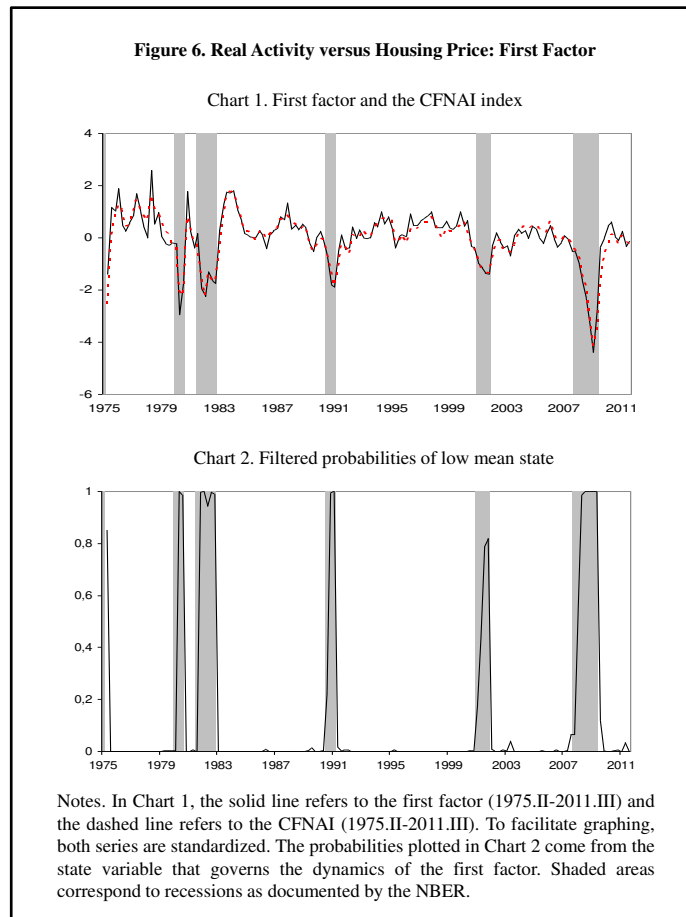 Figure 6. Real Activity versus Housing Price: First Factor
Chart 1. First factor and the CFNAI index
4
2
0
-2
-4
-6
1975 1979 1983 1987 1991 1995 1999 2003 2007 2011
Chart 2. Filtered probabilities of low mean state
1
0,8
0,6
0,4
0,2
0
1975 1979 1983 1987 1991 1995 1999 2003 2007 2011
Notes. In Chart 1, the solid line refers to the first factor (1975.II-2011.III) and
the dashed line refers to the CFNAI (1975.II-2011.III). To facilitate graphing,
both series are standardized. The probabilities plotted in Chart 2 come from the
state variable that governs the dynamics of the first factor. Shaded areas
correspond to recessions as documented by the NBER.